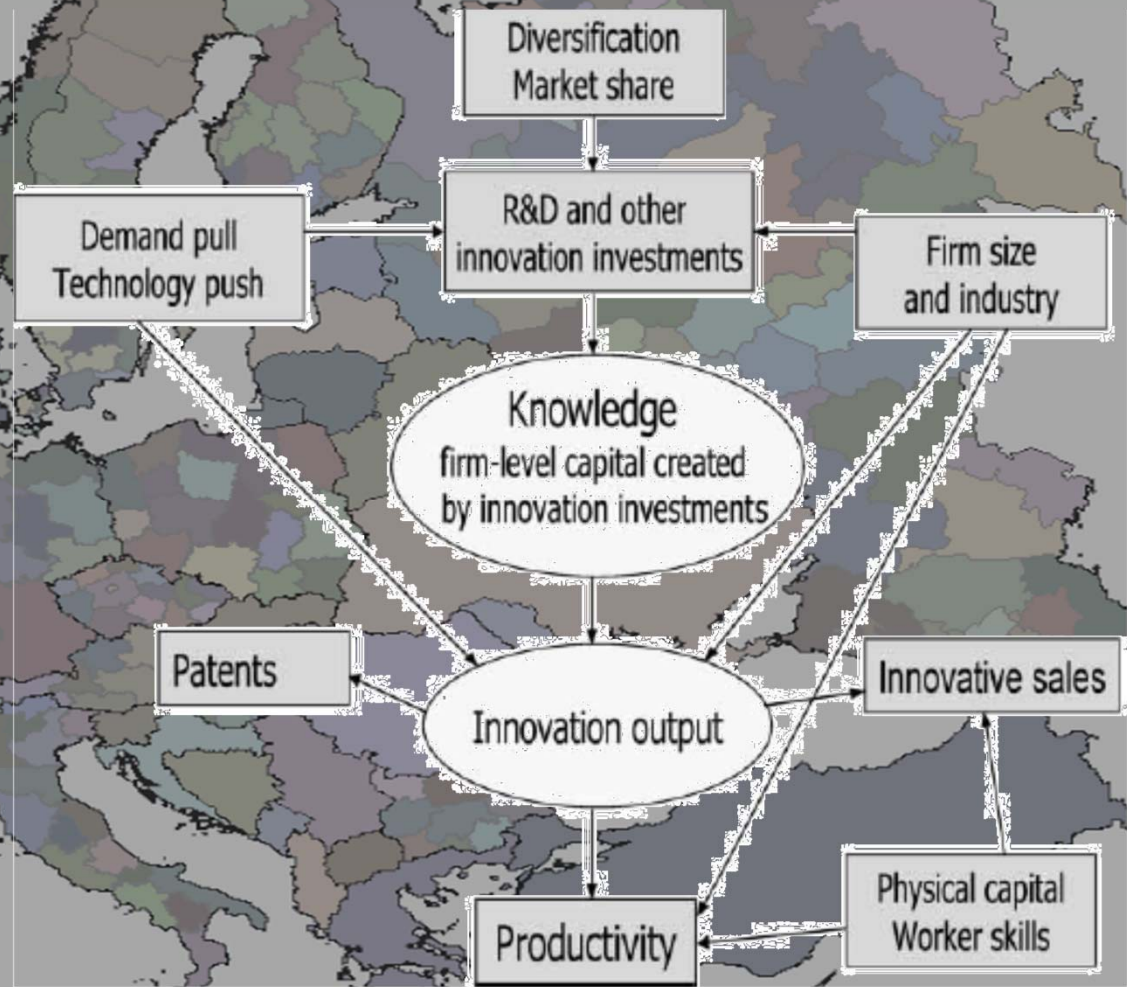 Diversification
Market share
R&D and other
innovation investments
Demand pull
Technology push
Firm size
and industry
Knowledge
firm-level capital created
by innovation investments
Patents
Innovation output
Innovative sales
Physical capital
Worker skills
Productivity